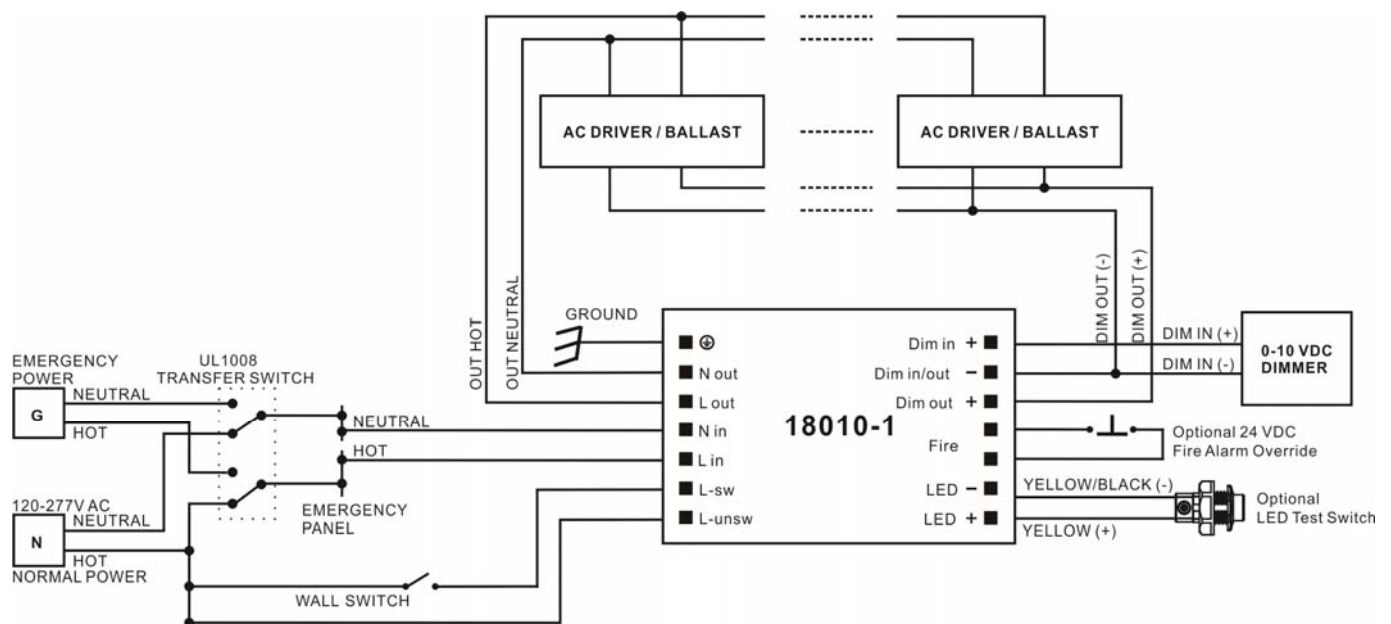 AC DRIVER / BALLAST
AC DRIVER / BALLAST
OUT HOT
OUT NEUTRAL
DIM OUT (-)
DIM OUT (+)
GROUND
EMERGENCY
POWER
G
NEUTRAL
HOT
UL1008
TRANSFER SWITCH
120-277V AC
NEUTRAL
N
HOT
NORMAL POWER
NEUTRAL
HOT
EMERGENCY
PANEL
WALL SWITCH
N out
L out
N in
L in
L-sw
L-unsw
18010-1
Dim in +
Dim in/out −
Dim out +
Fire
LED −
LED +
DIM IN (+)
DIM IN (-)
0-10 VDC
DIMMER
Optional 24 VDC
Fire Alarm Override
YELLOW/BLACK (-)
YELLOW (+)
Optional
LED Test Switch